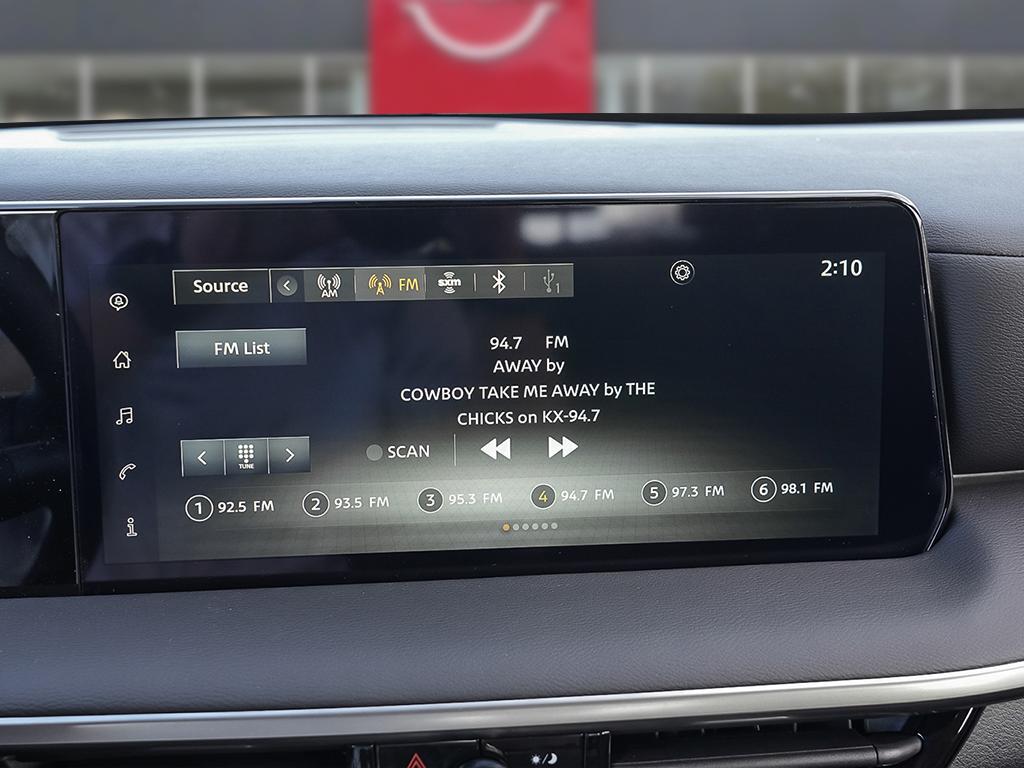 Source AM FM sxm 1 2:10
FM List
94.7 FM
AWAY by
COWBOY TAKE ME AWAY by THE
CHICKS on KX-94.7
TUNE SCAN
1 92.5 FM 2 93.5 FM 3 95.3 FM 4 94.7 FM 5 97.3 FM 6 98.1 FM